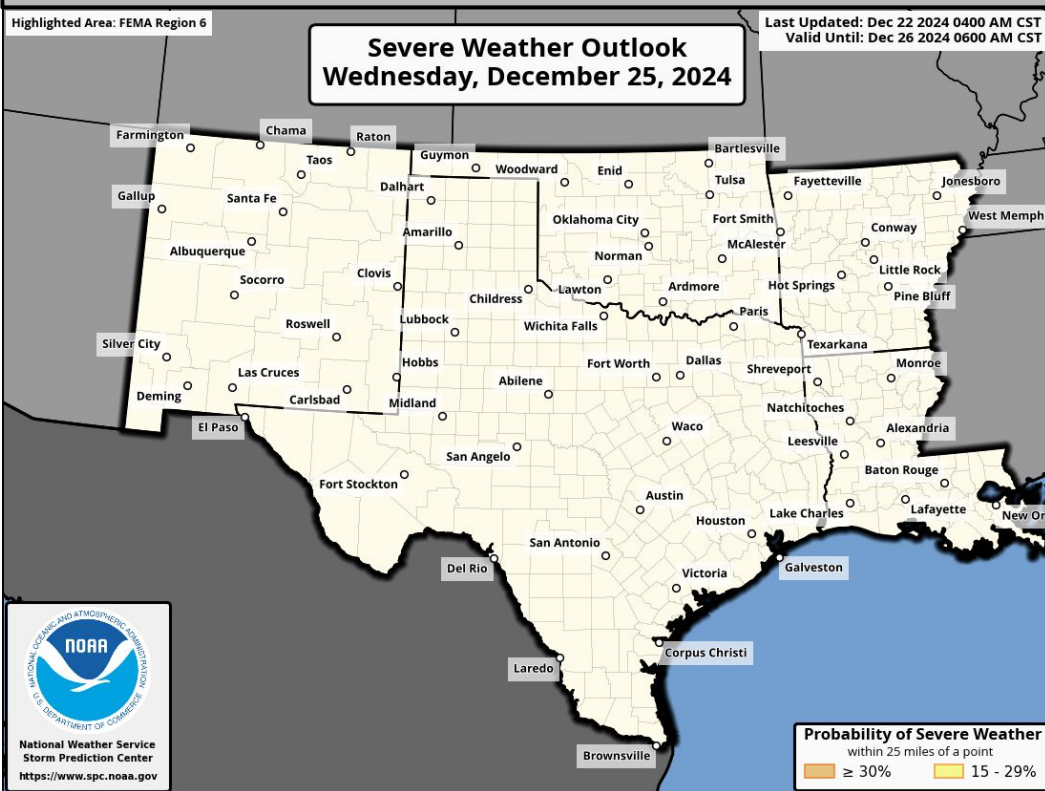 Highlighted Area: FEMA Region 6
Last Updated: Dec 22 2024 0400 AM CST
Valid Until: Dec 26 2024 0600 AM CST
Severe Weather Outlook
Wednesday, December 25, 2024
Farmington
Chama
Raton
Taos
Guymon
Woodward
Enid
Bartlesville
Tulsa
Fayetteville
Jonesboro
Gallup
Santa Fe
Dalhart
Albuquerque
Amarillo
Oklahoma City
Norman
Fort Smith
McAlester
Conway
West Memph
Socorro
Clovis
Childress
Lawton
Ardmore
Hot Springs
Little Rock
Pine Bluff
Roswell
Lubbock
Wichita Falls
Paris
Texarkana
Silver City
Las Cruces
Hobbs
Fort Worth
Dallas
Shreveport
Monroe
Deming
Carlsbad
Midland
Abilene
Natchitoches
El Paso
San Angelo
Waco
Leesville
Alexandria
Fort Stockton
Baton Rouge
Austin
Lake Charles
Lafayette
New Or
Houston
San Antonio
Del Rio
Galveston
Victoria
Laredo
Corpus Christi
Brownsville
NATIONAL OCEANIC AND ATMOSPHERIC ADMINISTRATION
NOAA
U.S. DEPARTMENT OF COMMERCE
National Weather Service
Storm Prediction Center
https://www.spc.noaa.gov
Probability of Severe Weather
within 25 miles of a point
≥ 30%
15 - 29%